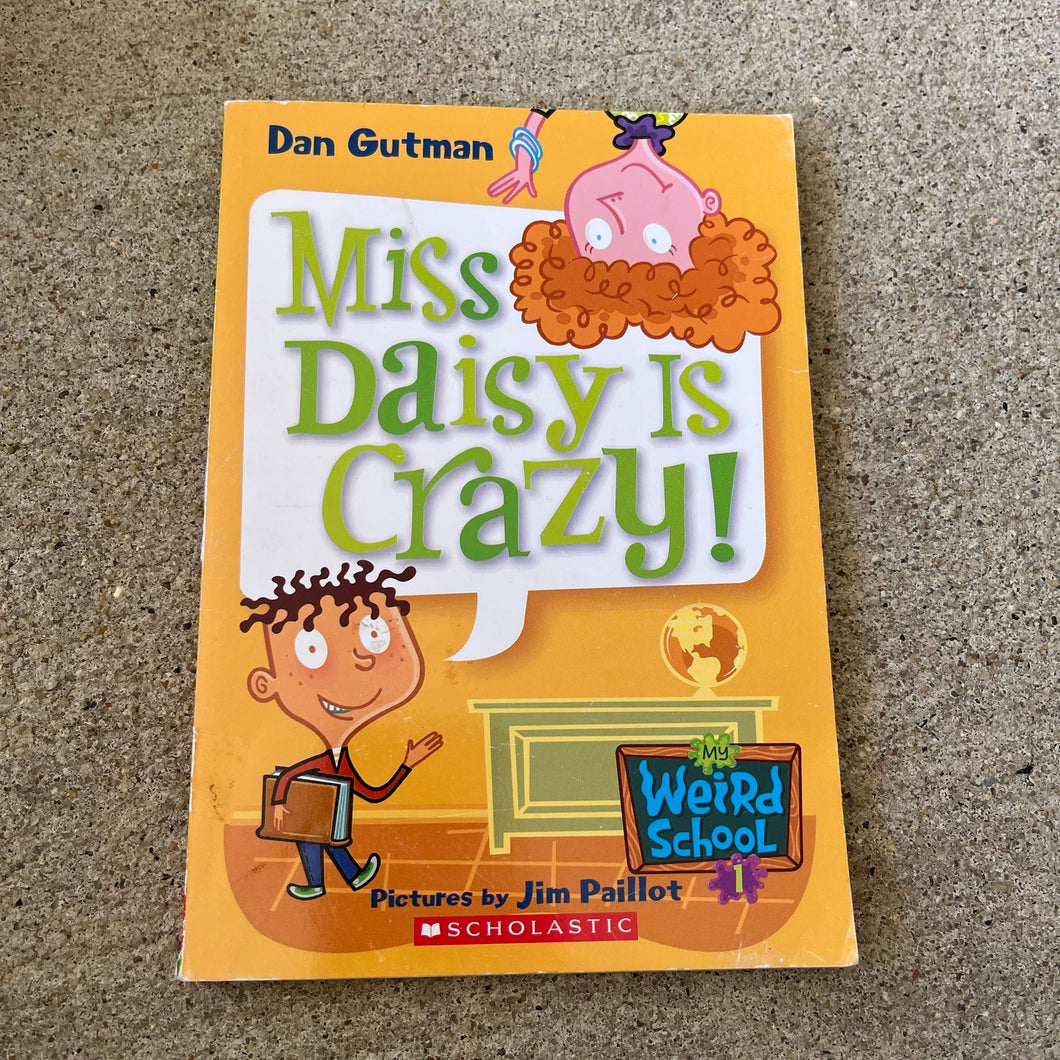 Dan Gutman
Miss
Daisy Is
Crazy!
My
Weird
School
1
Pictures by Jim Paillot
SCHOLASTIC